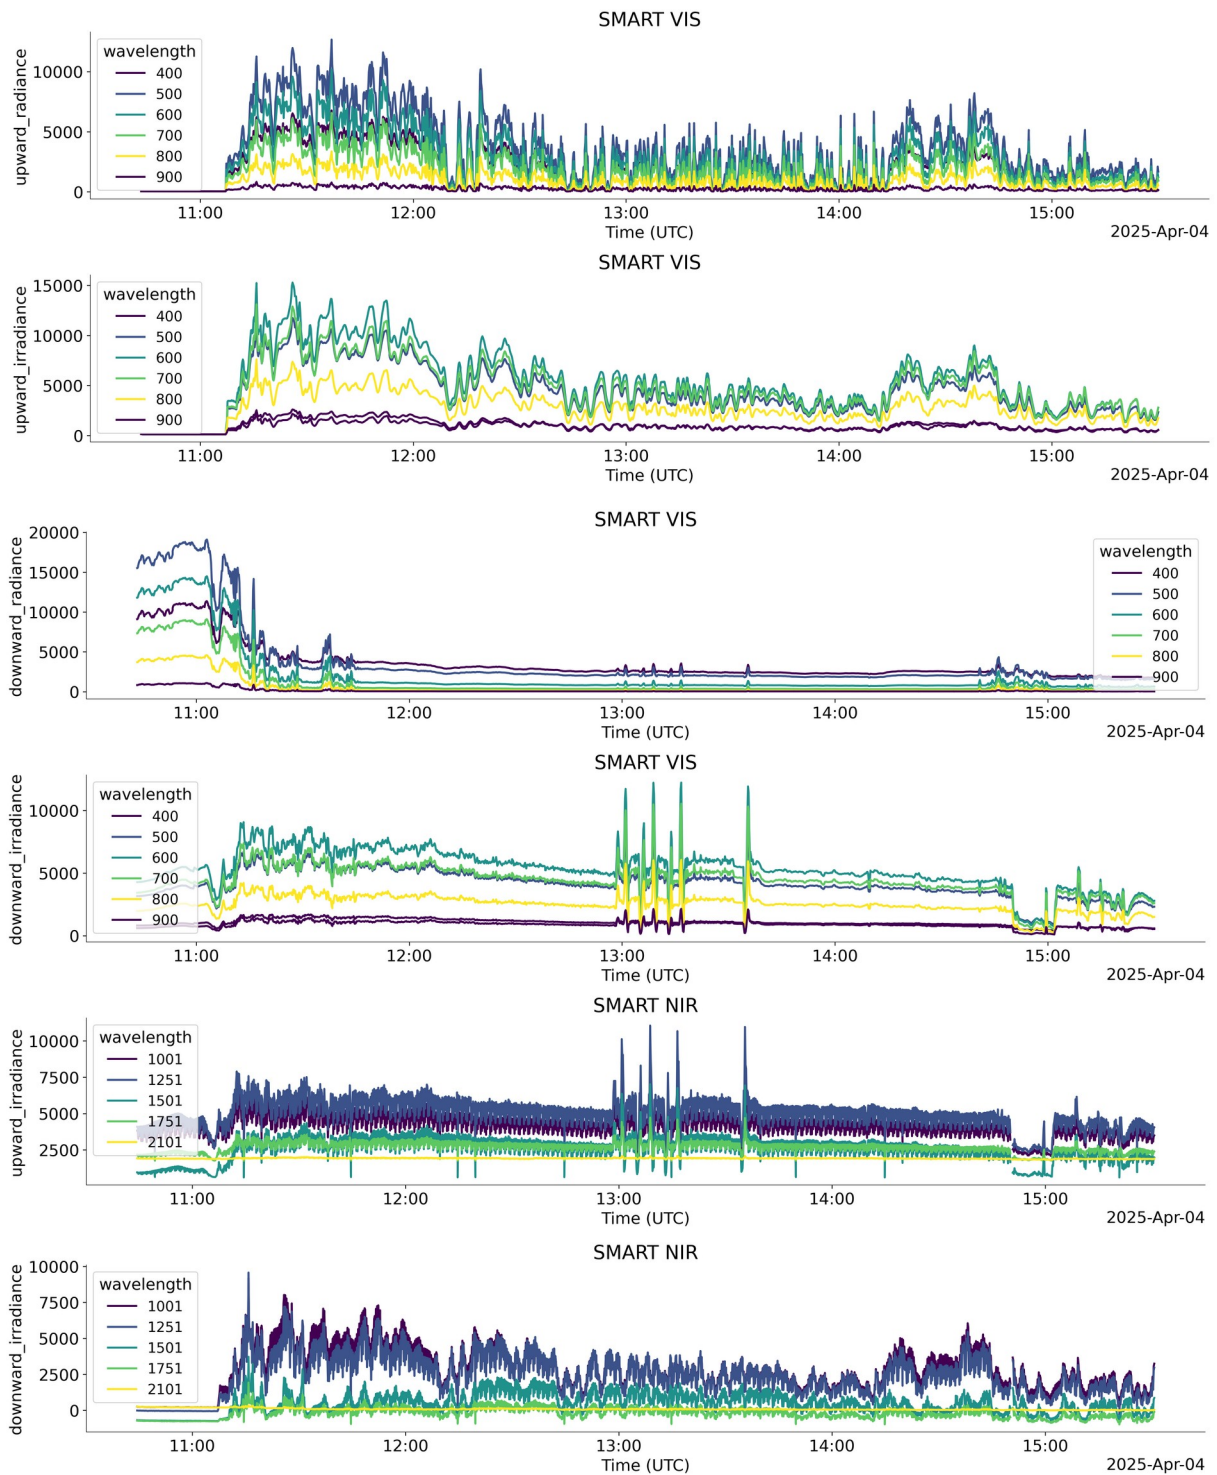 SMART VIS
upward_radiance
10000
5000
0
wavelength
400
500
600
700
800
900
11:00 12:00 13:00 14:00 15:00
Time (UTC)
2025-Apr-04
SMART VIS
upward_irradiance
15000
10000
5000
0
wavelength
400
500
600
700
800
900
11:00 12:00 13:00 14:00 15:00
Time (UTC)
2025-Apr-04
SMART VIS
downward_radiance
20000
15000
10000
5000
0
wavelength
400
500
600
700
800
900
11:00 12:00 13:00 14:00 15:00
Time (UTC)
2025-Apr-04
SMART VIS
downward_irradiance
10000
5000
0
wavelength
400
500
600
700
800
900
11:00 12:00 13:00 14:00 15:00
Time (UTC)
2025-Apr-04
SMART NIR
upward_irradiance
10000
7500
5000
2500
wavelength
1001
1251
1501
1751
2101
11:00 12:00 13:00 14:00 15:00
Time (UTC)
2025-Apr-04
SMART NIR
downward_irradiance
10000
7500
5000
2500
0
wavelength
1001
1251
1501
1751
2101
11:00 12:00 13:00 14:00 15:00
Time (UTC)
2025-Apr-04